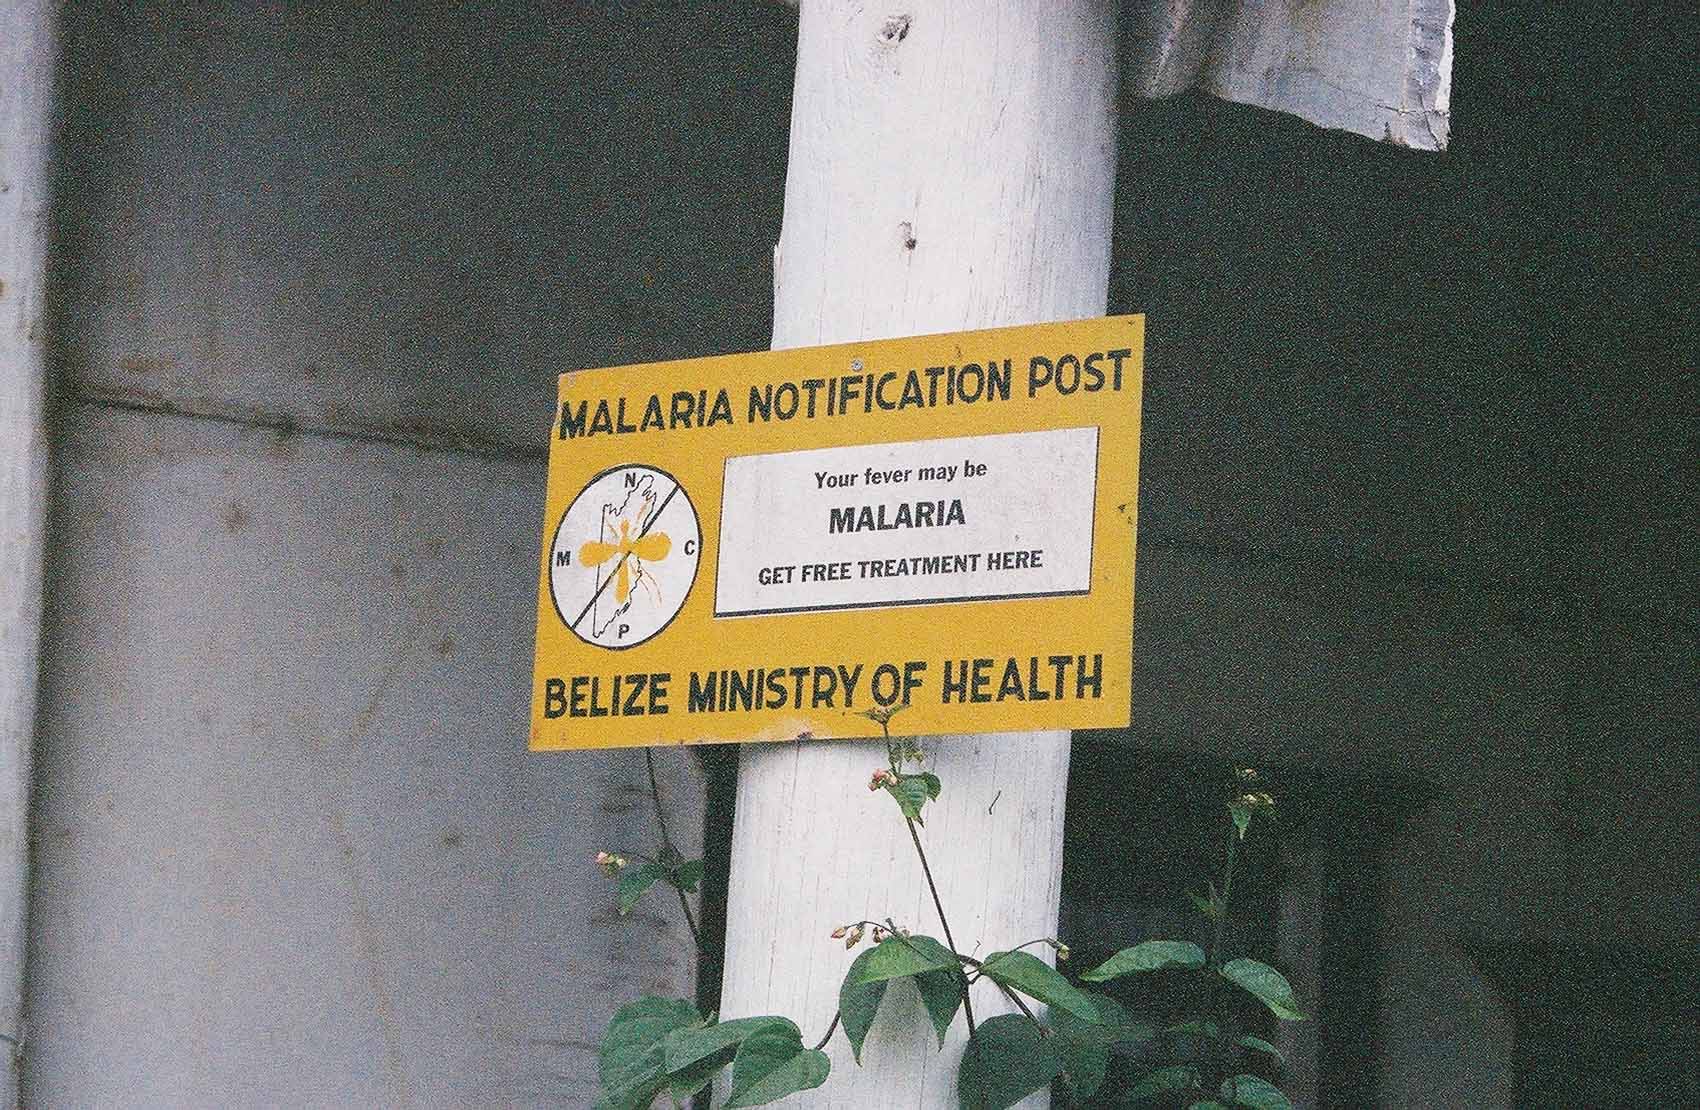 MALARIA NOTIFICATION POST
N
M C
P
Your fever may be
MALARIA
GET FREE TREATMENT HERE
BELIZE MINISTRY OF HEALTH